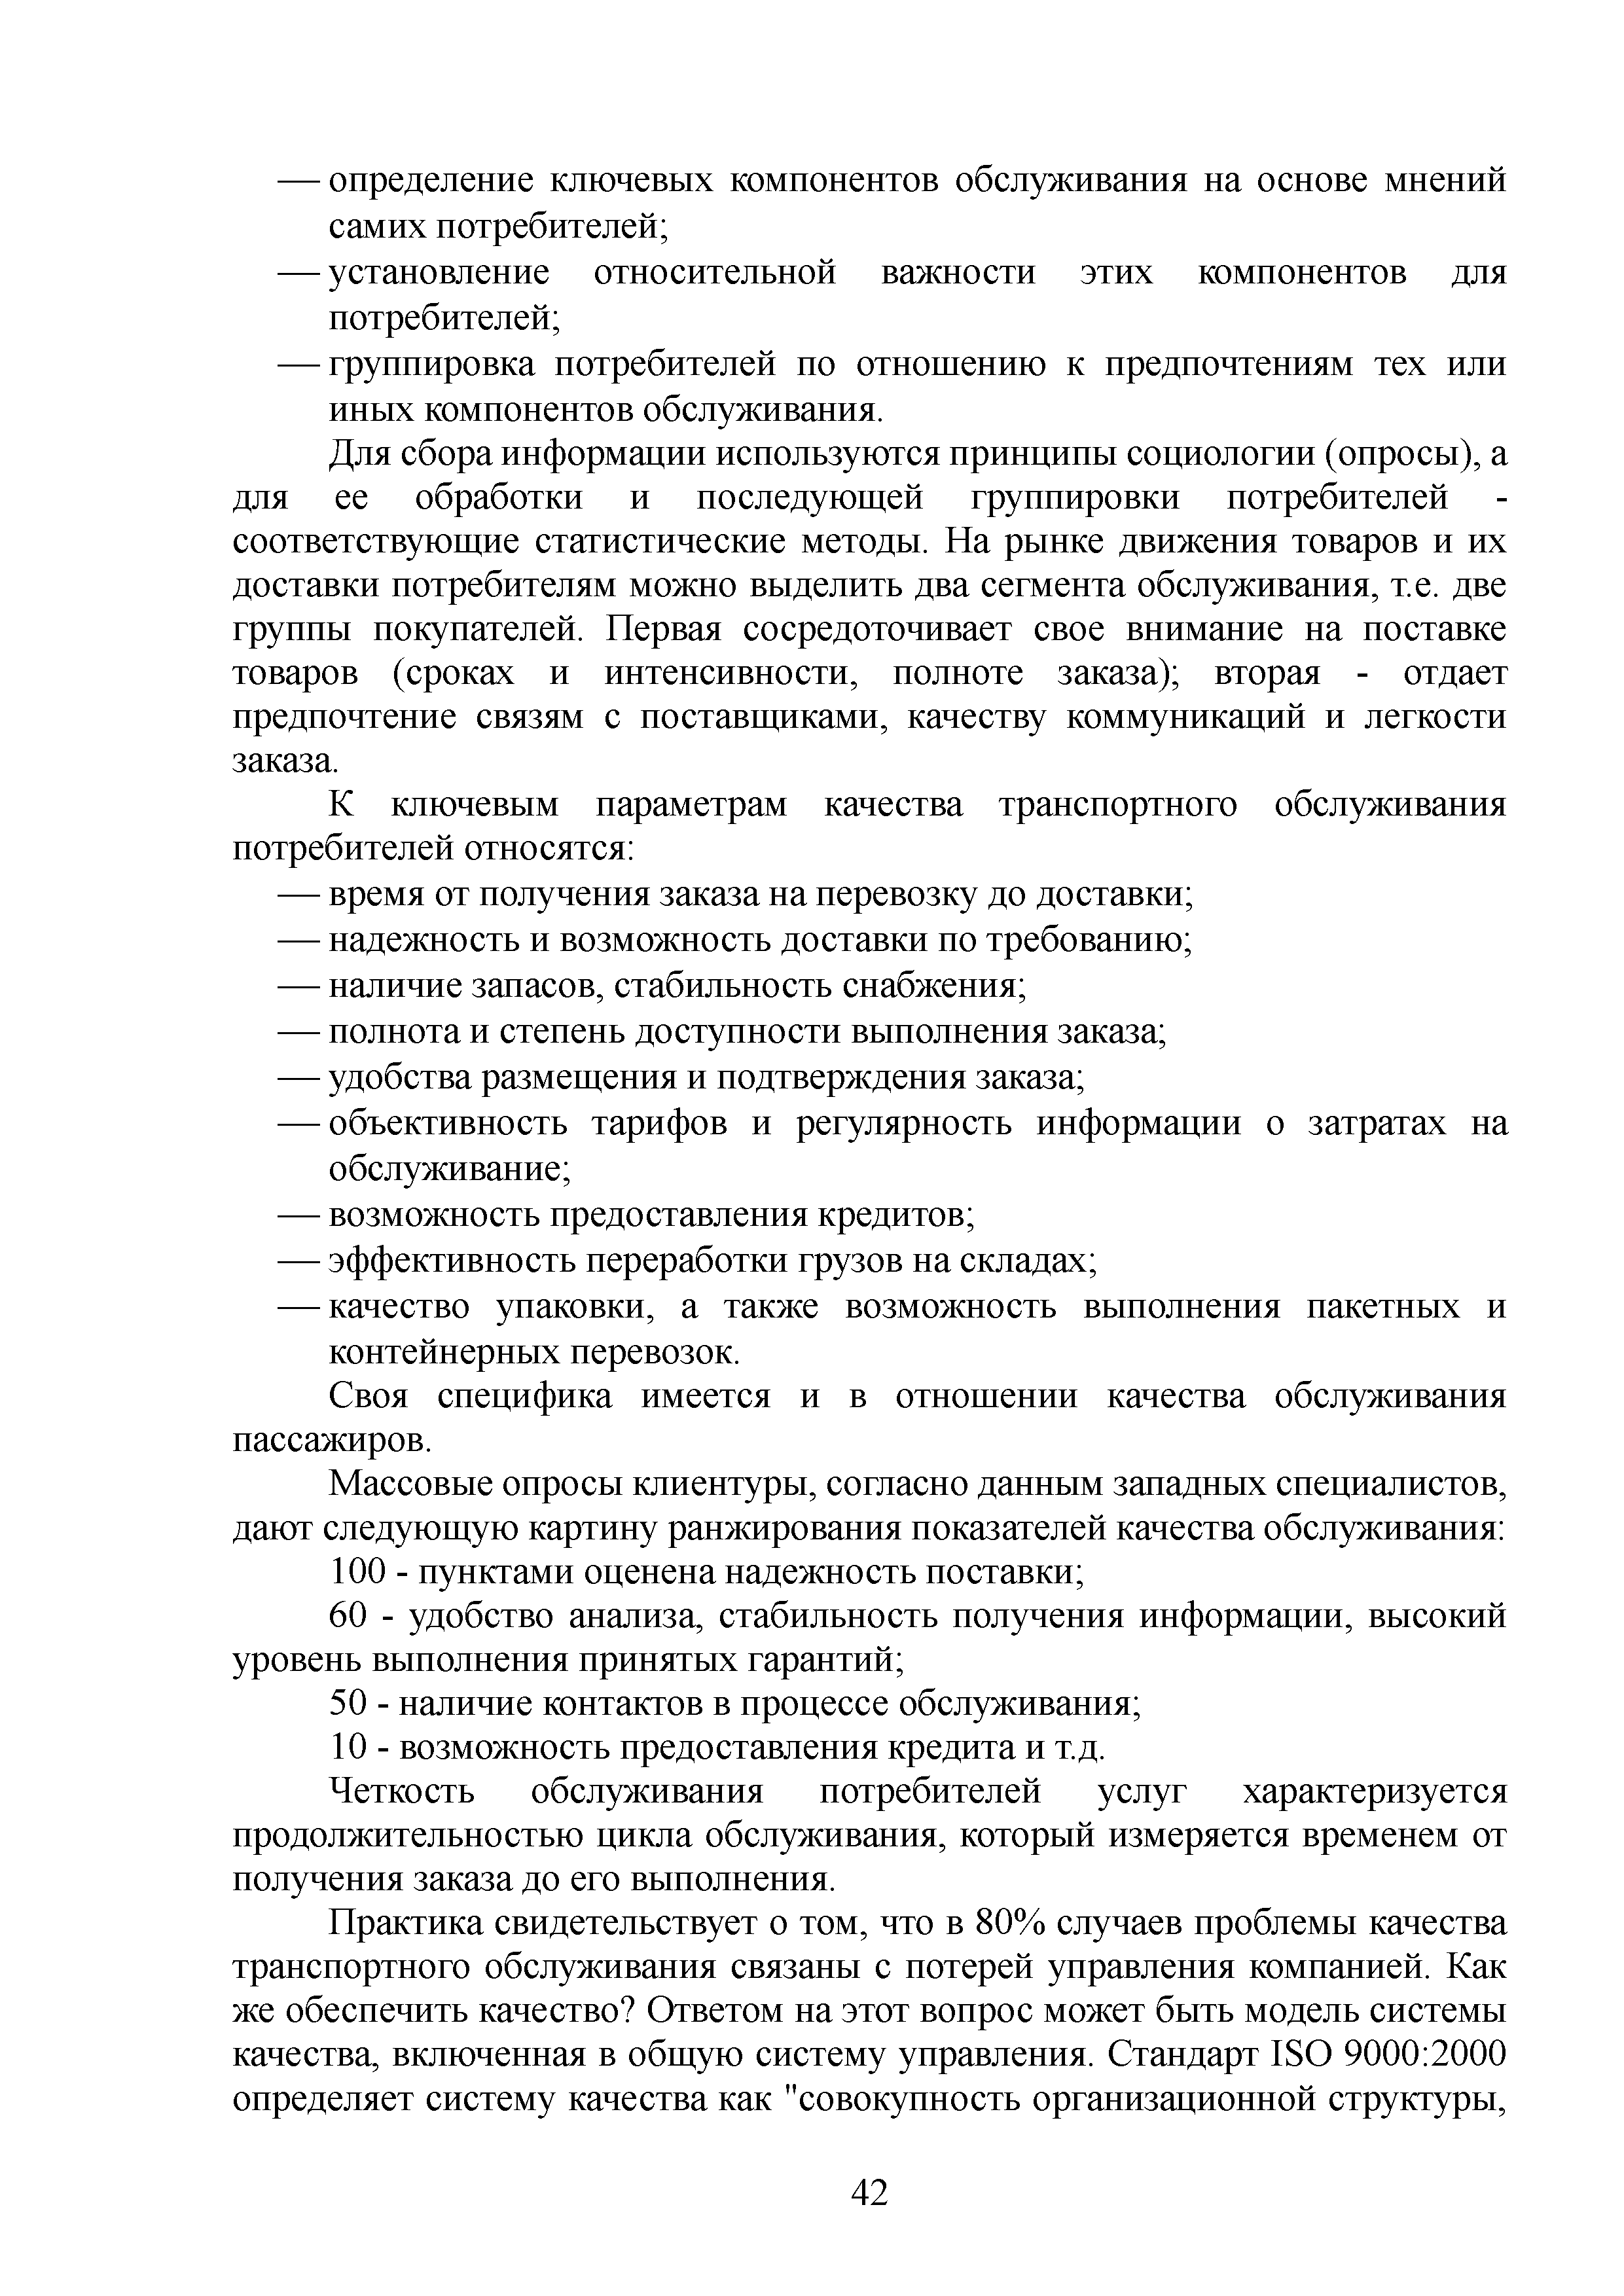 — определение ключевых компонентов обслуживания на основе мнений
самих потребителей;
— установление относительной важности этих компонентов для
потребителей;
— группировка потребителей по отношению к предпочтениям тех или
иных компонентов обслуживания.
Для сбора информации используются принципы социологии (опросы), а
для ее обработки и последующей группировки потребителей -
соответствующие статистические методы. На рынке движения товаров и их
доставки потребителям можно выделить два сегмента обслуживания, т.е. две
группы покупателей. Первая сосредоточивает свое внимание на поставке
товаров (сроках и интенсивности, полноте заказа); вторая - отдает
предпочтение связям с поставщиками, качеству коммуникаций и легкости
заказа.
К ключевым параметрам качества транспортного обслуживания
потребителей относятся:
— время от получения заказа на перевозку до доставки;
— надежность и возможность доставки по требованию;
— наличие запасов, стабильность снабжения;
— полнота и степень доступности выполнения заказа;
— удобства размещения и подтверждения заказа;
— объективность тарифов и регулярность информации о затратах на
обслуживание;
— возможность предоставления кредитов;
— эффективность переработки грузов на складах;
— качество упаковки, а также возможность выполнения пакетных и
контейнерных перевозок.
Своя специфика имеется и в отношении качества обслуживания
пассажиров.
Массовые опросы клиентуры, согласно данным западных специалистов,
дают следующую картину ранжирования показателей качества обслуживания:
100 - пунктами оценена надежность поставки;
60 - удобство анализа, стабильность получения информации, высокий
уровень выполнения принятых гарантий;
50 - наличие контактов в процессе обслуживания;
10 - возможность предоставления кредита и т.д.
Четкость обслуживания потребителей услуг характеризуется
продолжительностью цикла обслуживания, который измеряется временем от
получения заказа до его выполнения.
Практика свидетельствует о том, что в 80% случаев проблемы качества
транспортного обслуживания связаны с потерей управления компанией. Как
же обеспечить качество? Ответом на этот вопрос может быть модель системы
качества, включенная в общую систему управления. Стандарт ISO 9000:2000
определяет систему качества как "совокупность организационной структуры,
42